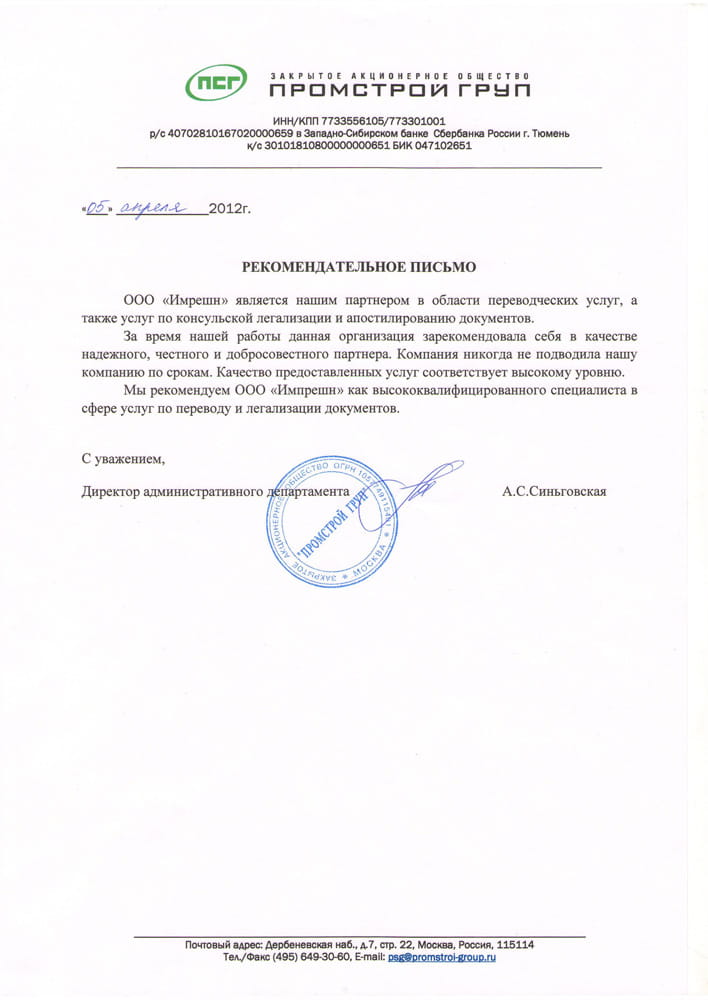 ПСГ
ЗАКРЫТОЕ АКЦИОНЕРНОЕ ОБЩЕСТВО
ПРОМСТРОЙ ГРУП
ИНН/КПП 7733556105/773301001
р/с 40702810167020000659 в Западно-Сибирском банке Сбербанка России г. Тюмень
к/с 30101810800000000651 БИК 047102651
«05» апреля 2012г.
РЕКОМЕНДАТЕЛЬНОЕ ПИСЬМО
ООО «Имрешн» является нашим партнером в области переводческих услуг, а
также услуг по консульской легализации и апостилированию документов.
За время нашей работы данная организация зарекомендовала себя в качестве
надежного, честного и добросовестного партнера. Компания никогда не подводила нашу
компанию по срокам. Качество предоставленных услуг соответствует высокому уровню.
Мы рекомендуем ООО «Импрешн» как высококвалифицированного специалиста в
сфере услуг по переводу и легализации документов.
С уважением,
Директор административного департамента А.С.Синьговская
ЗАКРЫТОЕ АКЦИОНЕРНОЕ ОБЩЕСТВО ОГРН
"ПРОМСТРОЙ ГРУП"
* МОСКВА *
Почтовый адрес: Дербеневская наб., д.7, стр. 22, Москва, Россия, 115114
Тел./Факс (495) 649-30-60, E-mail: psg@promstroi-group.ru